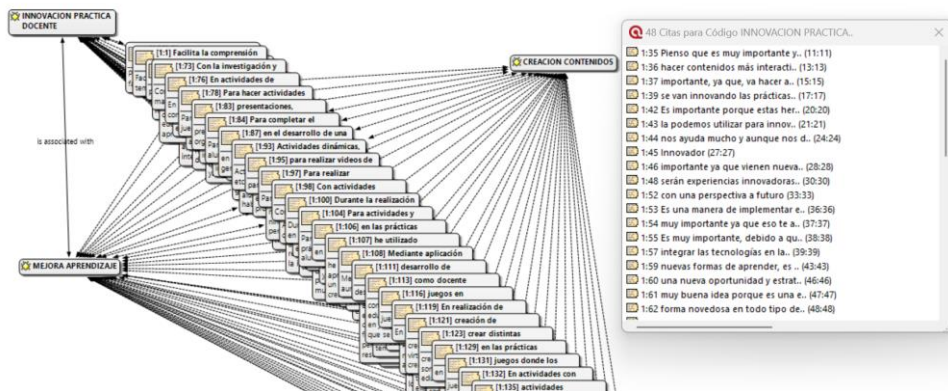 INNOVACION PRACTICA
DOCENTE
[1:1] Facilita la comprensión
[1:73] Con la investigación y
[1:76] En actividades de
[1:78] Para hacer actividades
[1:83] presentaciones,
[1:84] Para completar el
[1:87] en el desarrollo de una
[1:93] Actividades dinámicas,
[1:95] para realizar videos de
[1:97] Para realizar
[1:98] Con actividades
[1:100] Durante la realización
[1:104] Para actividades y
[1:106] en las prácticas
[1:107] he utilizado
[1:108] Mediante aplicación
[1:111] desarrollo de
[1:113] como docente
[1:116] juegos en
[1:119] En realización de
[1:121] creación de
[1:123] crear distintas
[1:129] en las prácticas
[1:131] juegos donde los
[1:132] En actividades con
[1:135] actividades
is associated with
MEJORA APRENDIZAJE
CREACION CONTENIDOS
48 Citas para Código INNOVACION PRACTICA..
1:35 Pienso que es muy importante y.. (11:11)
1:36 hacer contenidos más interacti.. (13:13)
1:37 importante, ya que, va hacer a.. (15:15)
1:39 se van innovando las prácticas.. (17:17)
1:42 Es importante porque estas her.. (20:20)
1:43 la podemos utilizar para innov.. (21:21)
1:44 nos ayuda mucho y aunque nos d.. (24:24)
1:45 Innovador (27:27)
1:46 importante ya que vienen nueva.. (28:28)
1:48 serán experiencias innovadoras.. (30:30)
1:52 con una perspectiva a futuro (33:33)
1:53 Es una manera de implementar e.. (36:36)
1:54 muy importante ya que eso te a.. (37:37)
1:55 Es muy importante, debido a qu.. (38:38)
1:57 integrar las tecnologías en la.. (39:39)
1:59 nuevas formas de aprender, es .. (43:43)
1:60 una nueva oportunidad y estrat.. (46:46)
1:61 muy buena idea porque es una e.. (47:47)
1:62 forma novedosa en todo tipo de.. (48:48)